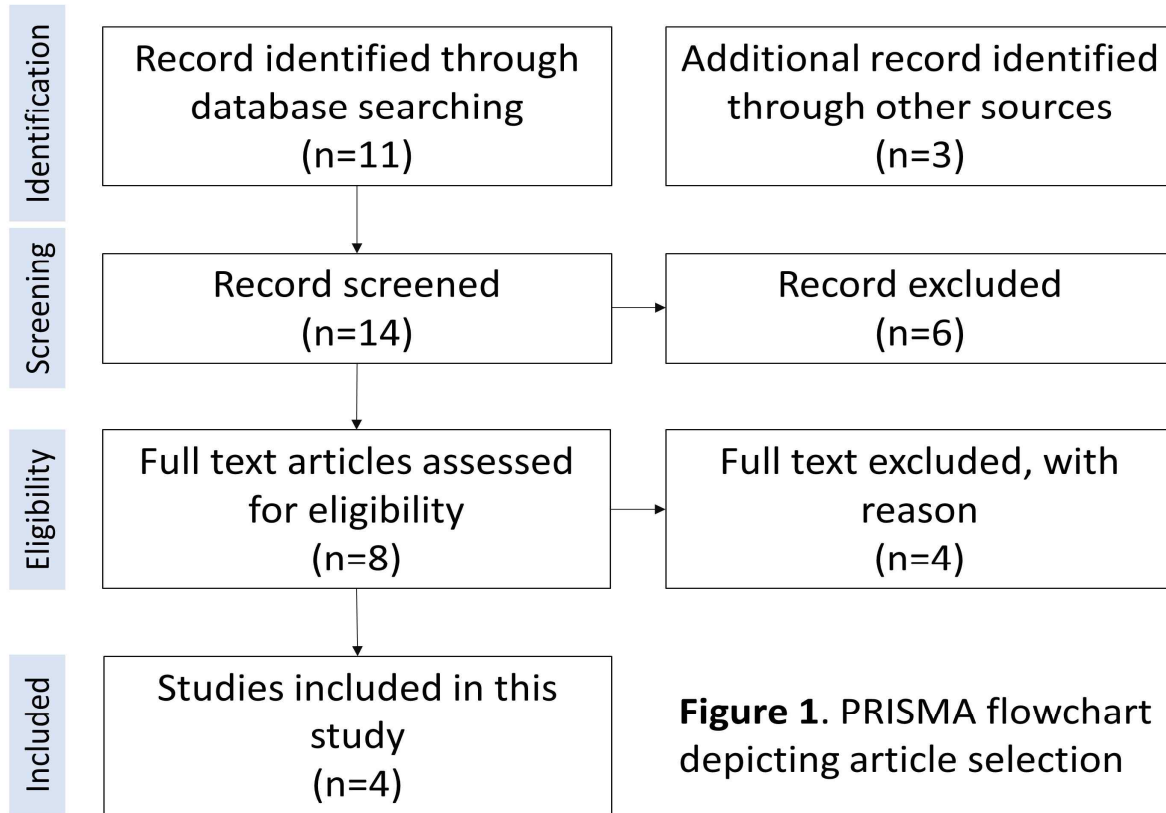 Identification
Record identified through
database searching
(n=11)
Additional record identified
through other sources
(n=3)
Screening
Record screened
(n=14)
Record excluded
(n=6)
Eligibility
Full text articles assessed
for eligibility
(n=8)
Full text excluded, with
reason
(n=4)
Included
Studies included in this
study
(n=4)
Figure 1. PRISMA flowchart
depicting article selection